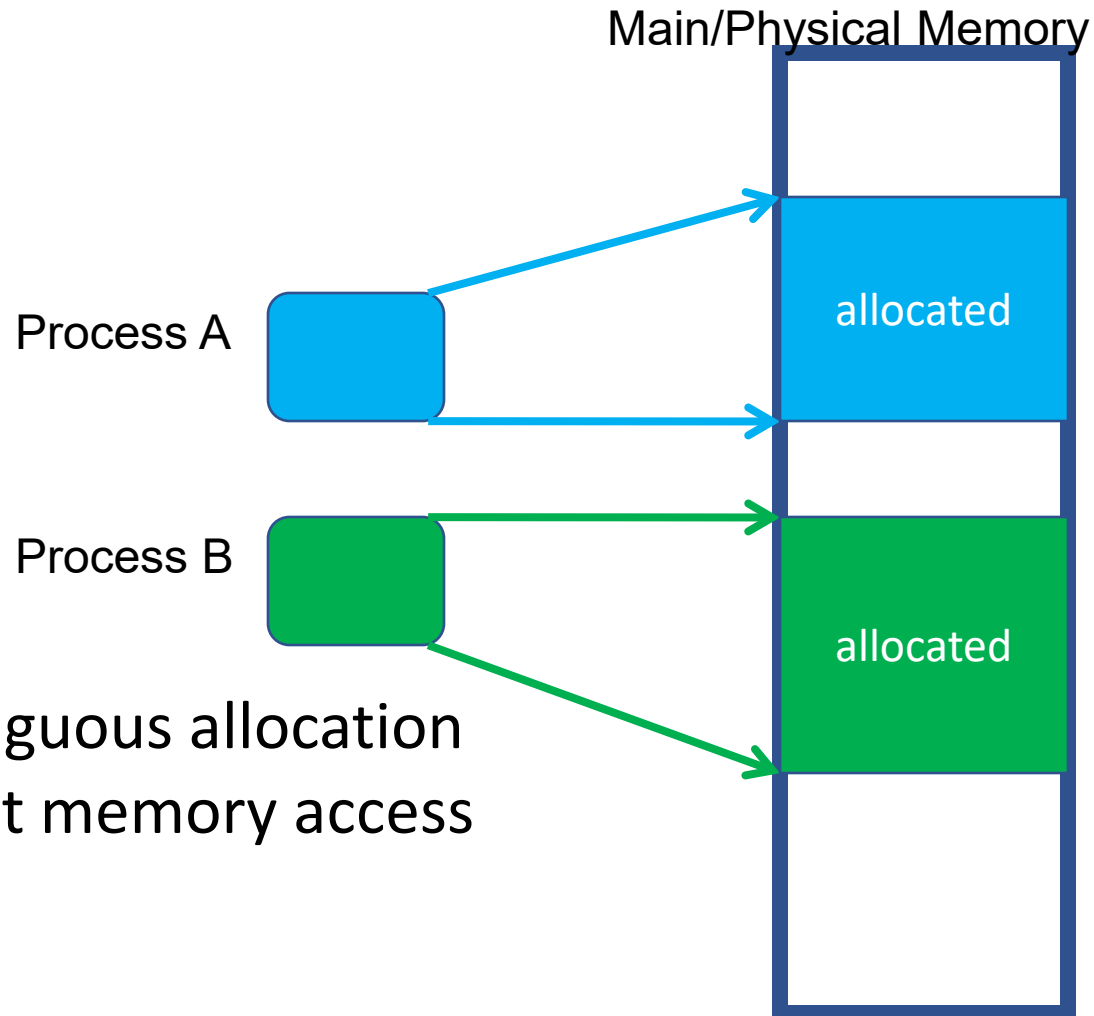 Main/Physical Memory
allocated
Process A
Process B
allocated
guous allocation
t memory access